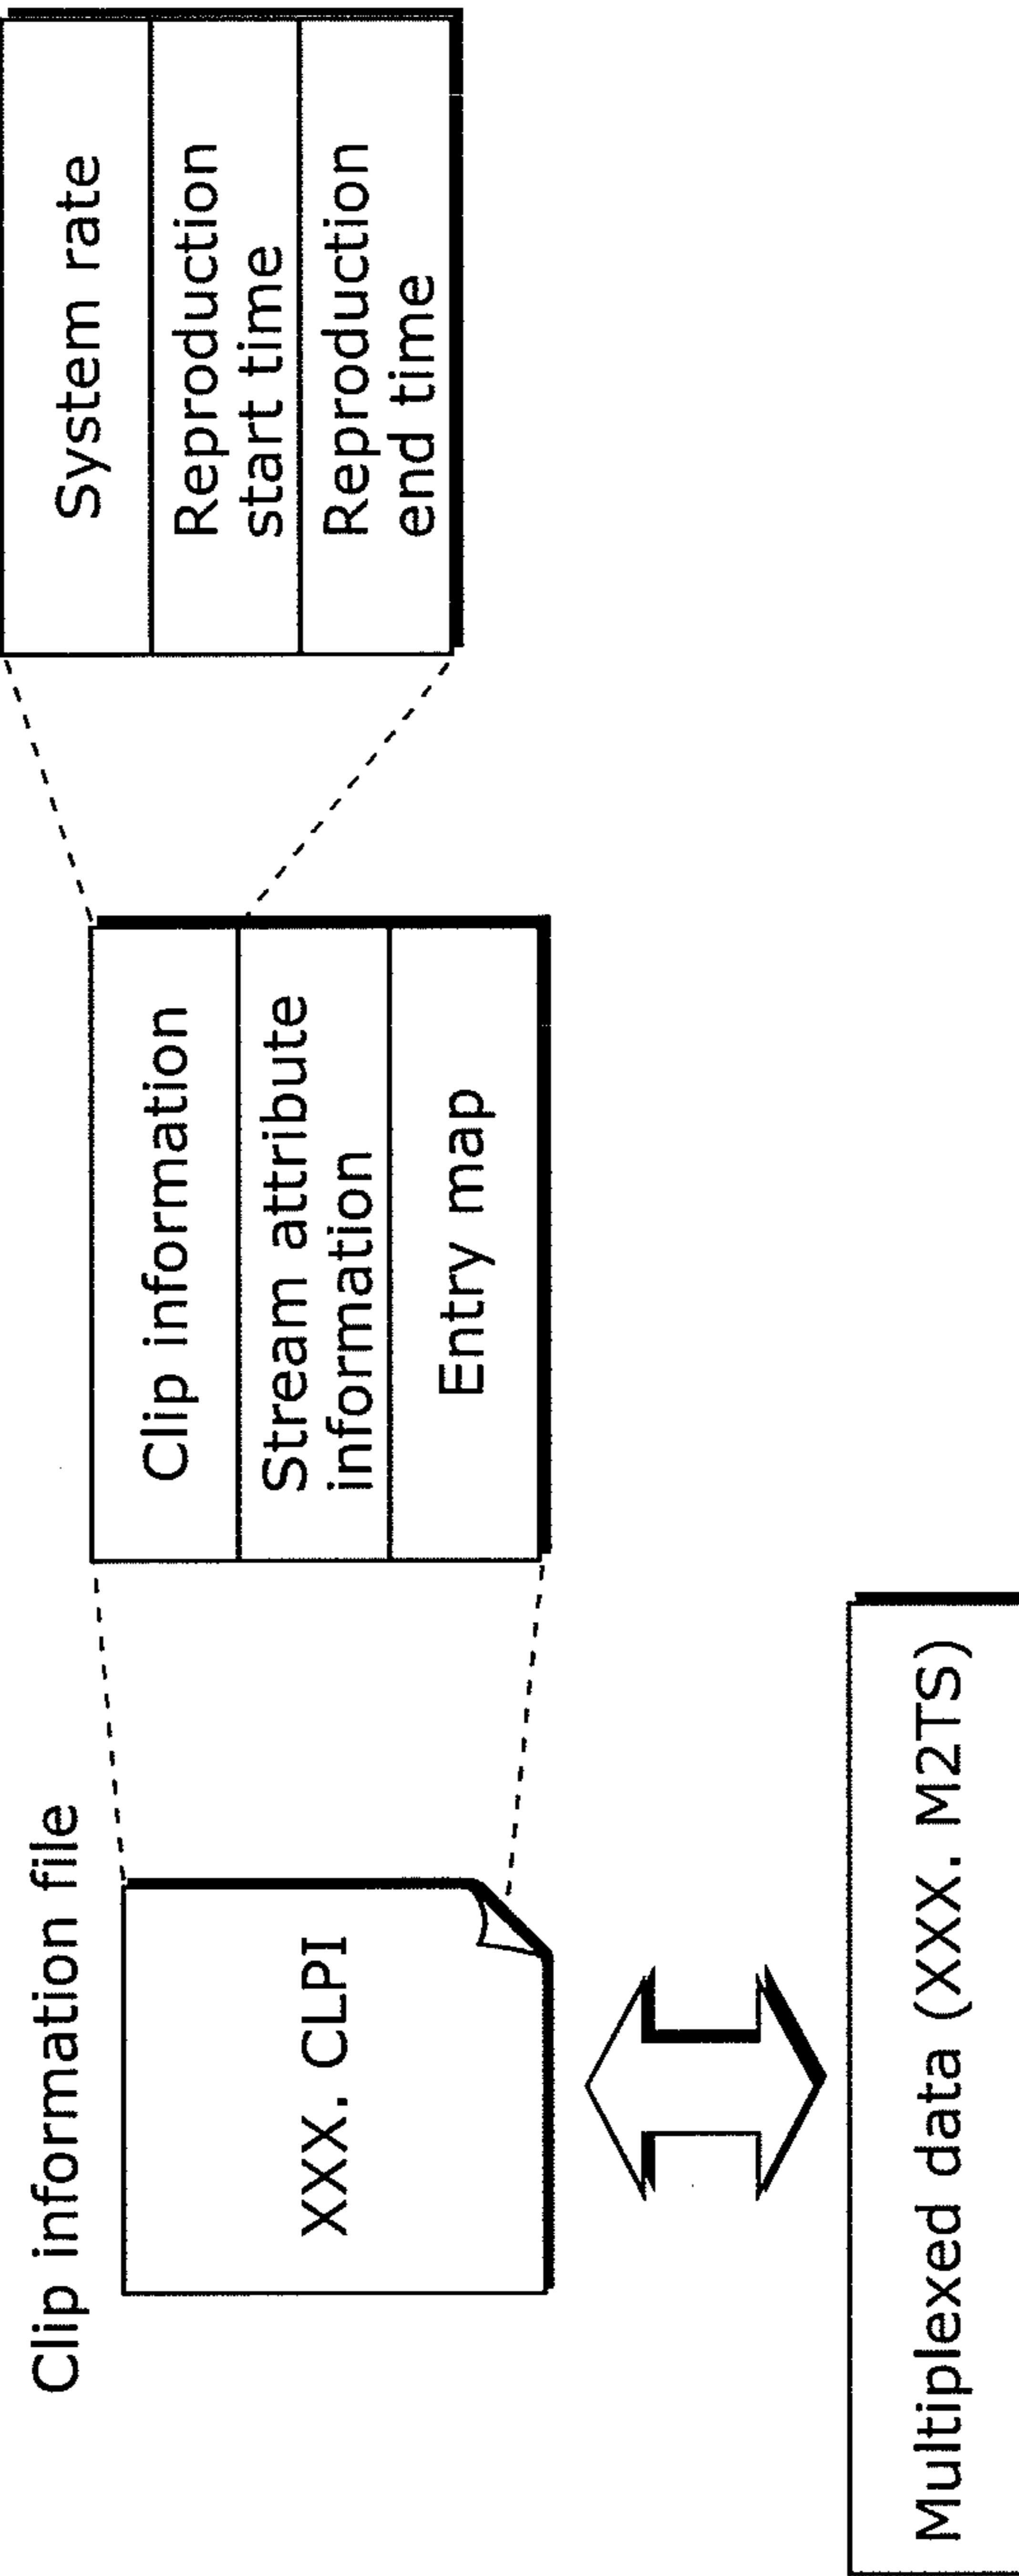 Clip information file
XXX. CLPI
Clip information
Stream attribute
information
Entry map
System rate
Reproduction
start time
Reproduction
end time
Multiplexed data (XXX. M2TS)